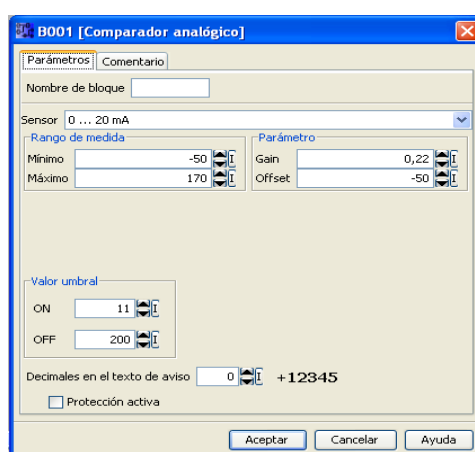 B001 [Comparador analógico]
Parámetros Comentario
Nombre de bloque
Sensor 0 ... 20 mA
Rango de medida Parámetro
Mínimo -50 Gain 0,22
Máximo 170 Offset -50
Valor umbral
ON 11
OFF 200
Decimales en el texto de aviso 0 +12345
Protección activa
Aceptar Cancelar Ayuda